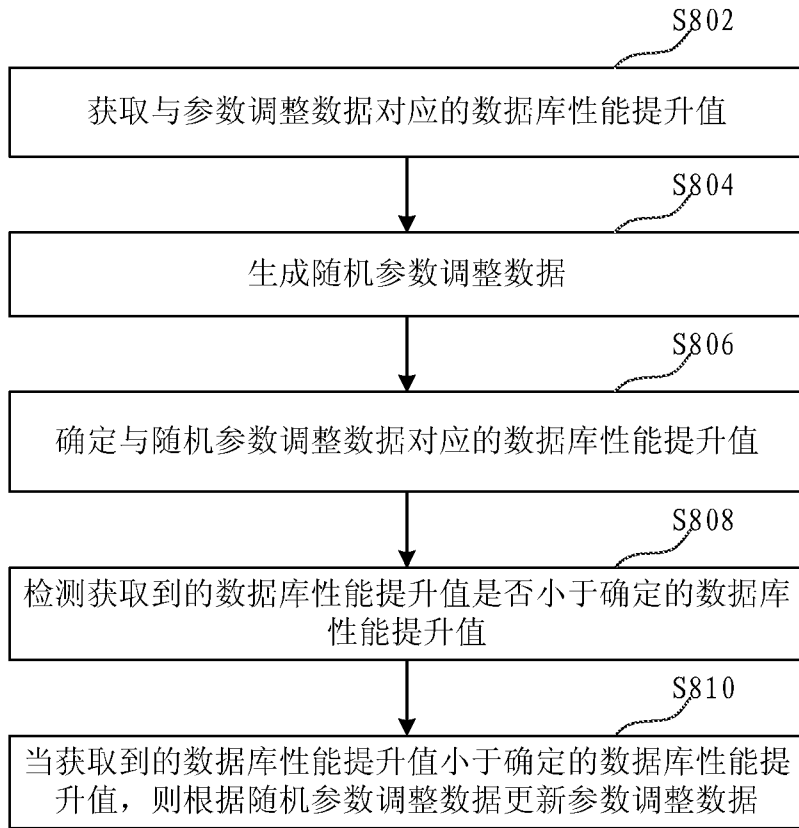 S802
获取与参数调整数据对应的数据库性能提升值
S804
生成随机参数调整数据
S806
确定与随机参数调整数据对应的数据库性能提升值
S808
检测获取到的数据库性能提升值是否小于确定的数据库
性能提升值
S810
当获取到的数据库性能提升值小于确定的数据库性能提
升值，则根据随机参数调整数据更新参数调整数据